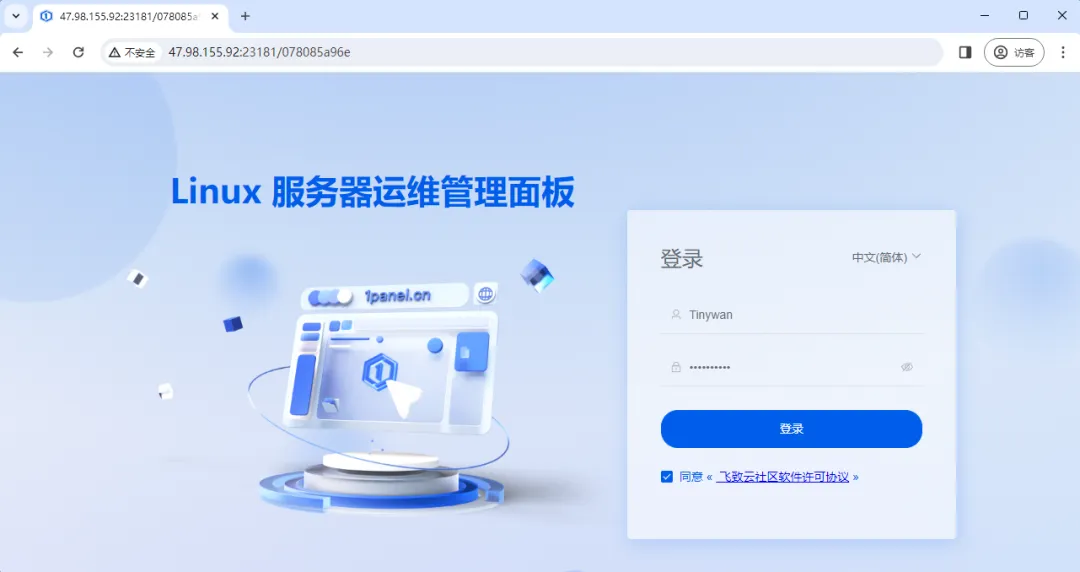 47.98.155.92:23181/078085a9
不安全
47.98.155.92:23181/078085a96e
访客
Linux 服务器运维管理面板
1panel.cn
登录
中文(简体)
Tinywan
••••••••••
登录
同意 « 飞致云社区软件许可协议 »